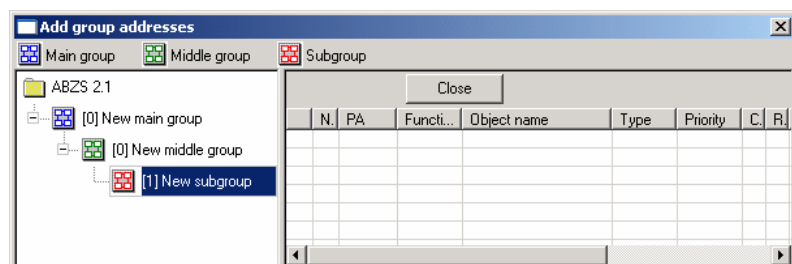 Add group addresses
Main group Middle group Subgroup
ABZS 2.1
Close
N. PA Functi... Object name Type Priority C. R.
[0] New main group
[0] New middle group
[1] New subgroup